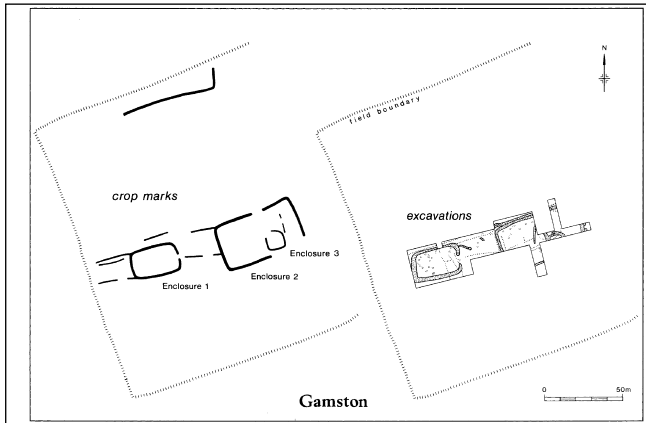 N
field boundary
crop marks
excavations
Enclosure 3
Enclosure 1
Enclosure 2
Gamston
0 50m